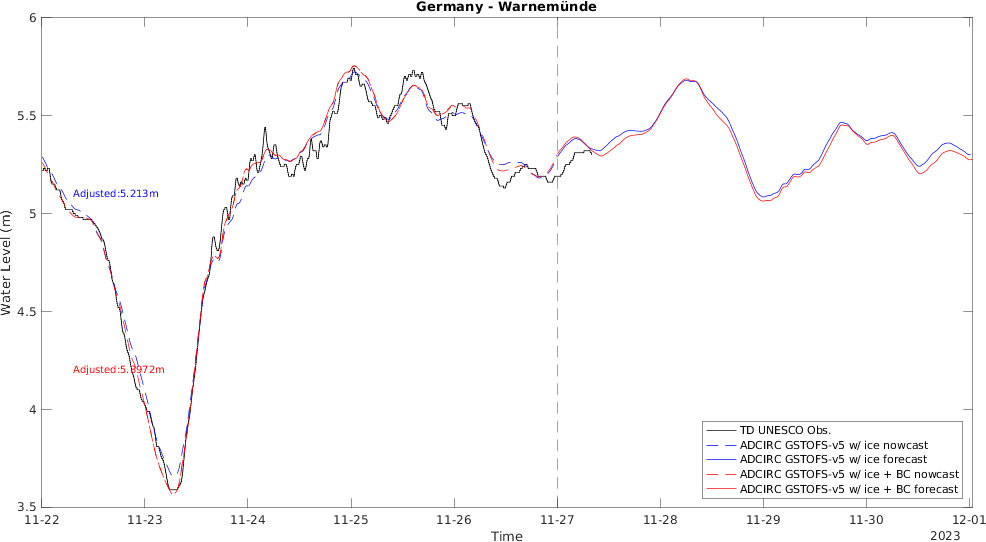 Germany - Warnemünde
6
5.5
5
4.5
4
3.5
Water Level (m)
Adjusted:5.213m
11-22
11-23
11-24
11-25
11-26
11-27
11-28
11-29
11-30
12-01
Time
2023
TD UNESCO Obs.
ADCIRC GSTOFS-v5 w/ ice nowcast
ADCIRC GSTOFS-v5 w/ ice forecast
ADCIRC GSTOFS-v5 w/ ice + BC nowcast
ADCIRC GSTOFS-v5 w/ ice + BC forecast